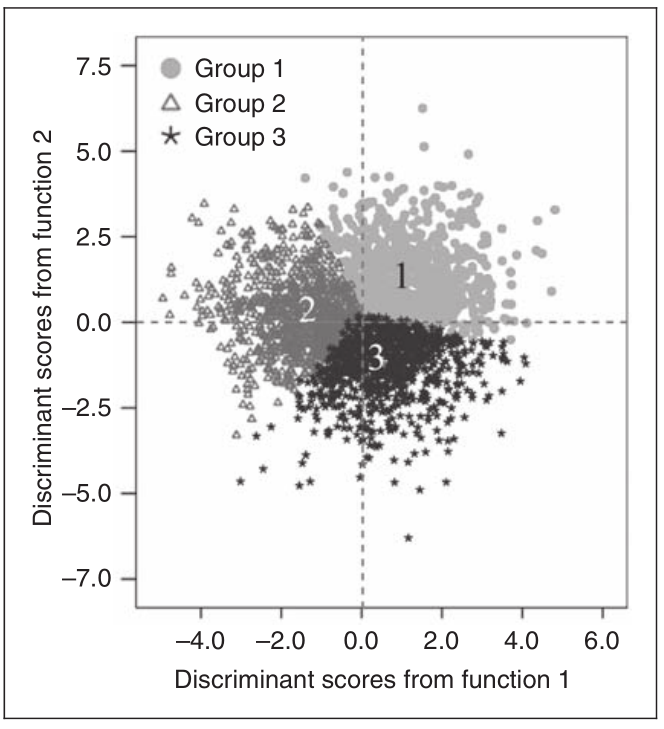 Group 1
Group 2
Group 3
7.5
5.0
2.5
0.0
–2.5
–5.0
–7.0
1
2
3
–4.0 –2.0 0.0 2.0 4.0 6.0
Discriminant scores from function 1
Discriminant scores from function 2